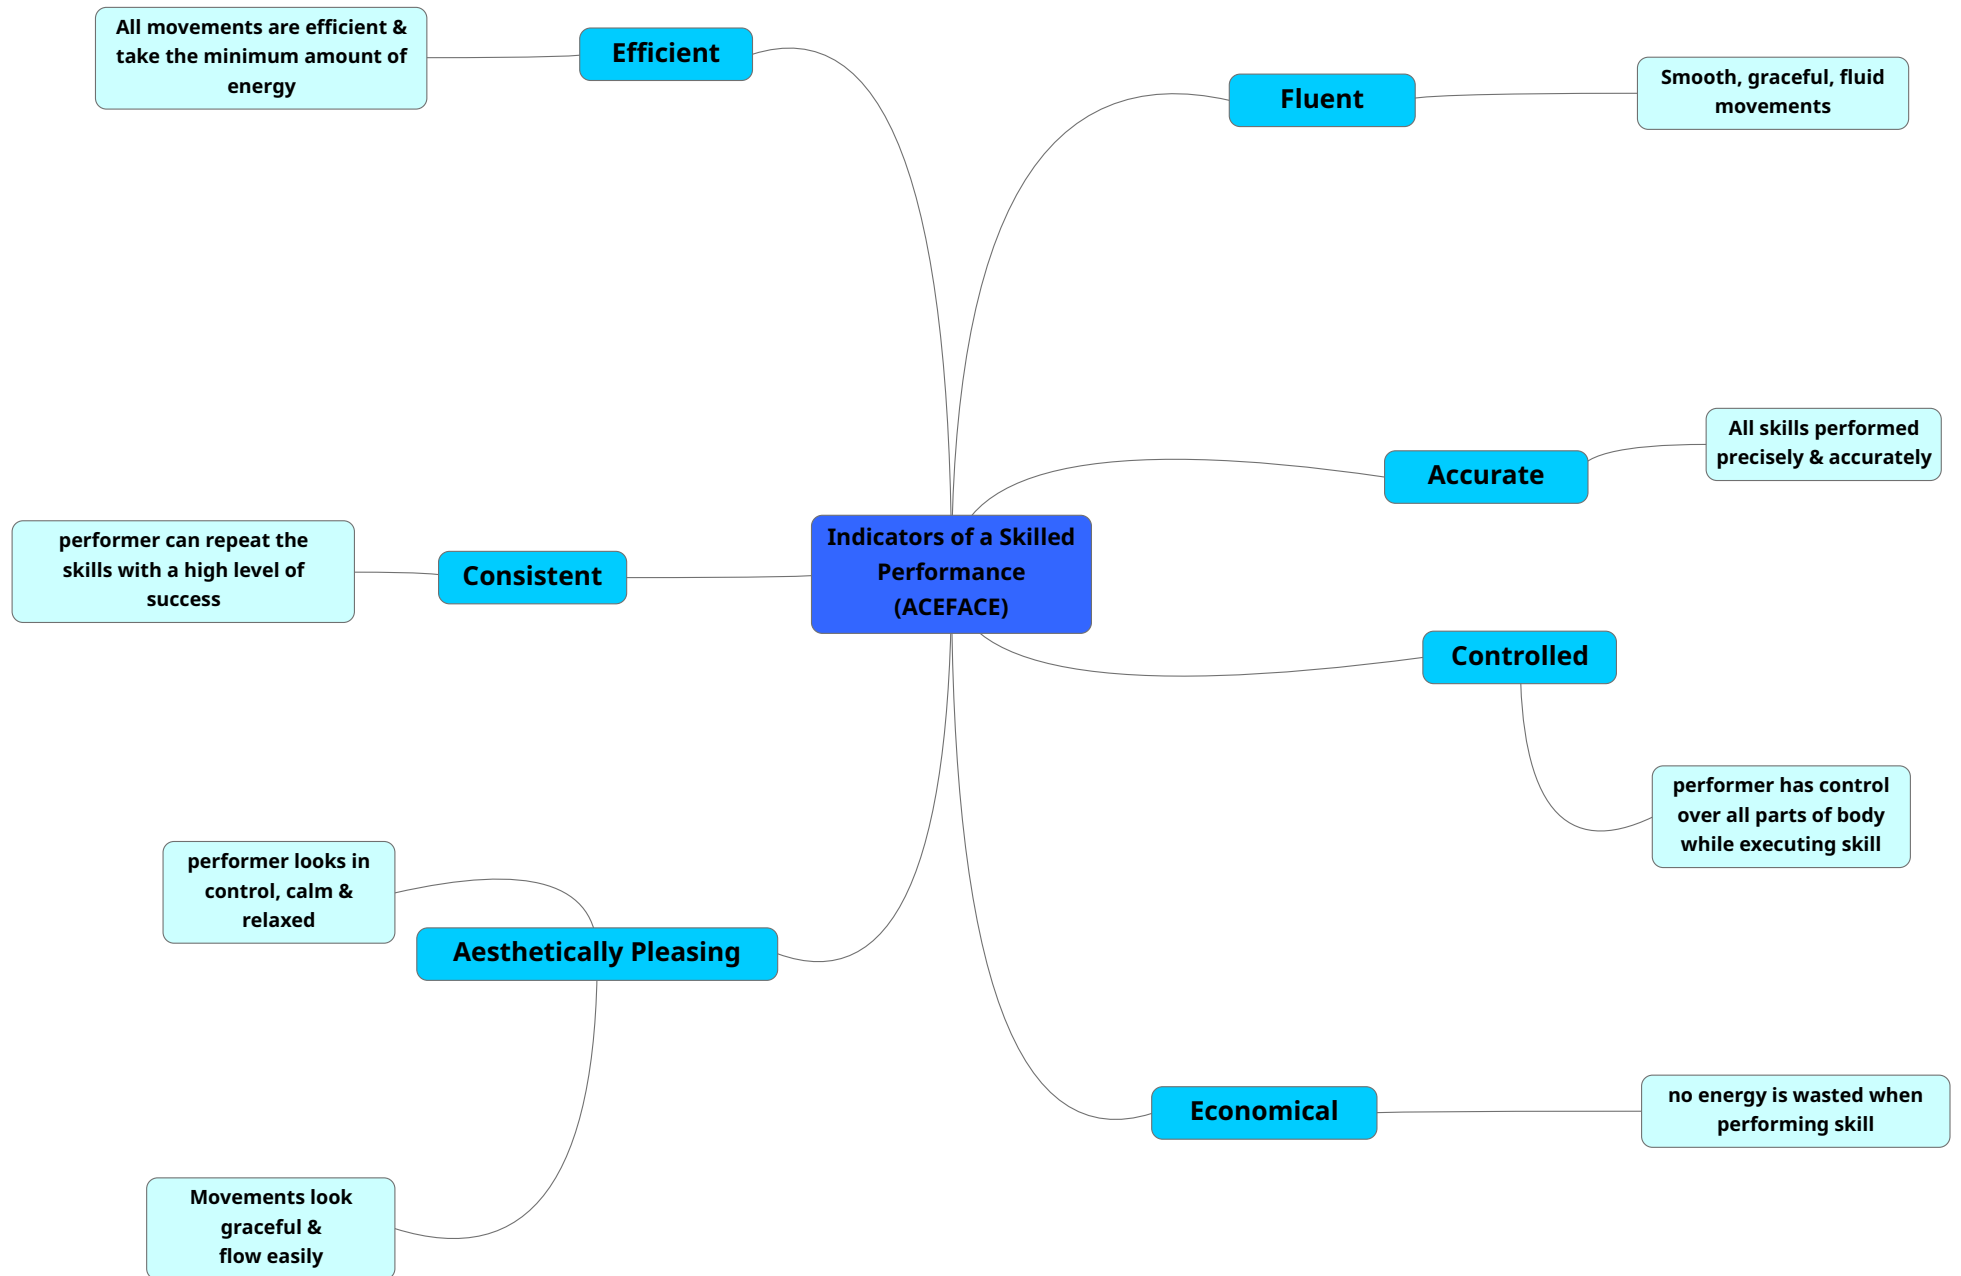 All movements are efficient &
take the minimum amount of
energy
Efficient
Fluent
Smooth, graceful, fluid
movements
All skills performed
precisely & accurately
Accurate
Indicators of a Skilled
Performance
(ACEFACE)
performer can repeat the
skills with a high level of
success
Consistent
Controlled
performer has control
over all parts of body
while executing skill
performer looks in
control, calm &
relaxed
Aesthetically Pleasing
Economical
no energy is wasted when
performing skill
Movements look
graceful &
flow easily